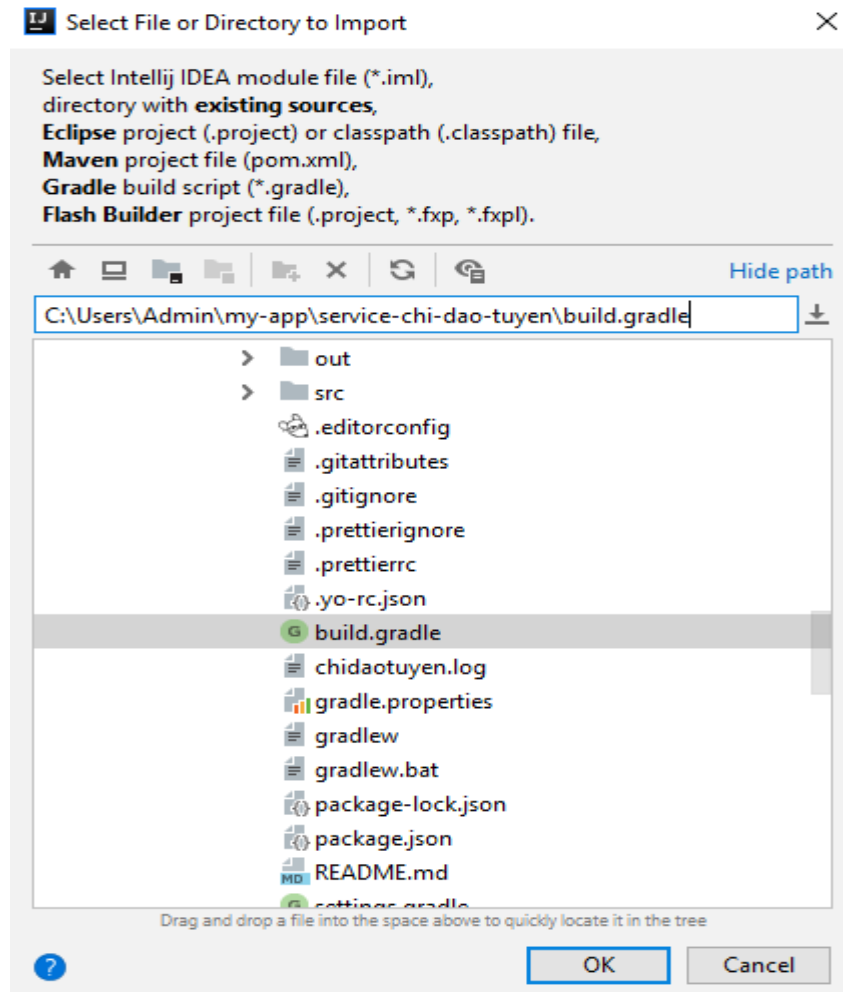 Select File or Directory to Import
Select Intellij IDEA module file (*.iml),
directory with existing sources,
Eclipse project (.project) or classpath (.classpath) file,
Maven project file (pom.xml),
Gradle build script (*.gradle),
Flash Builder project file (.project, *.fxp, *.fxpl).
Hide path
C:\Users\Admin\my-app\service-chi-dao-tuyen\build.gradle
out
src
.editorconfig
.gitattributes
.gitignore
.prettierignore
.prettierrc
.yo-rc.json
build.gradle
chidaotuyen.log
gradle.properties
gradlew
gradlew.bat
package-lock.json
package.json
README.md
settings.gradle
Drag and drop a file into the space above to quickly locate it in the tree
OK Cancel